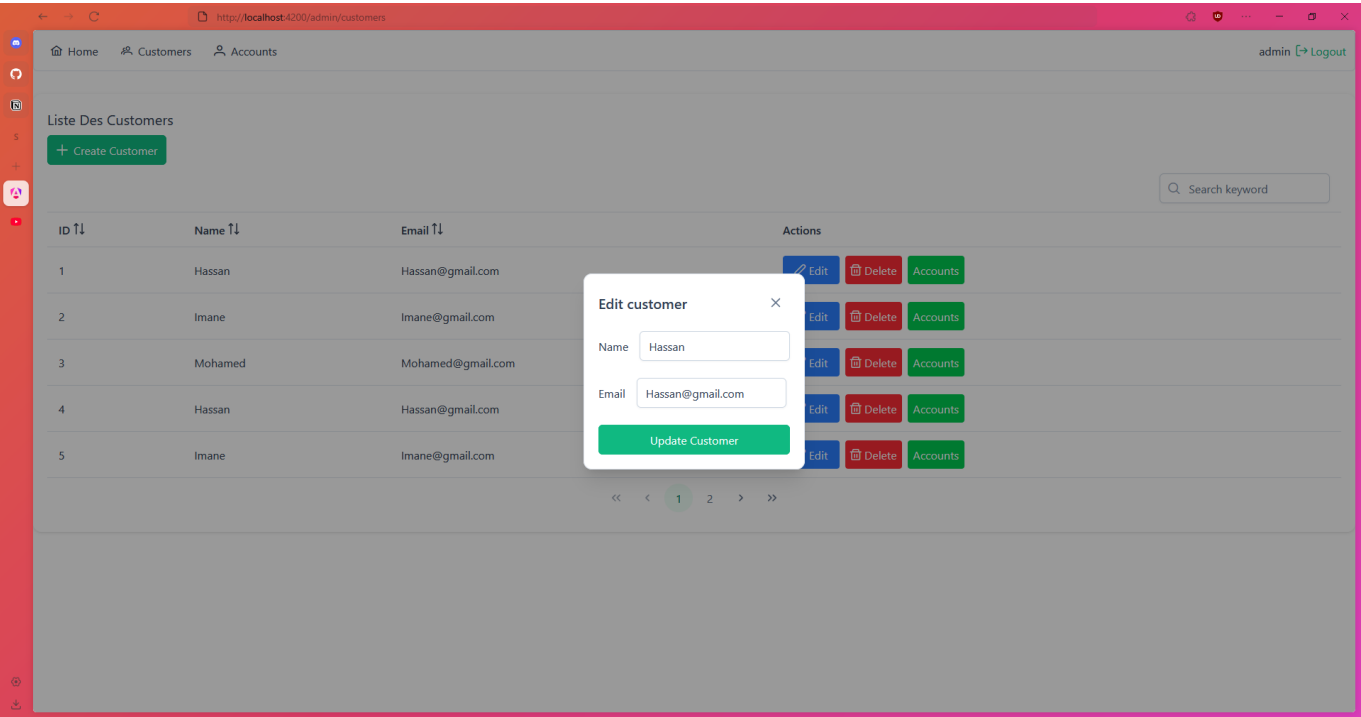 http://localhost:4200/admin/customers
Home Customers Accounts admin Logout
Liste Des Customers
+ Create Customer
Search keyword
ID Name Email Actions
1 Hassan Hassan@gmail.com Edit Delete Accounts
2 Imane Imane@gmail.com Edit Delete Accounts
3 Mohamed Mohamed@gmail.com Edit Delete Accounts
4 Hassan Hassan@gmail.com Edit Delete Accounts
5 Imane Imane@gmail.com Edit Delete Accounts
Edit customer
Name Hassan
Email Hassan@gmail.com
Update Customer
« ‹ 1 2 › »
S